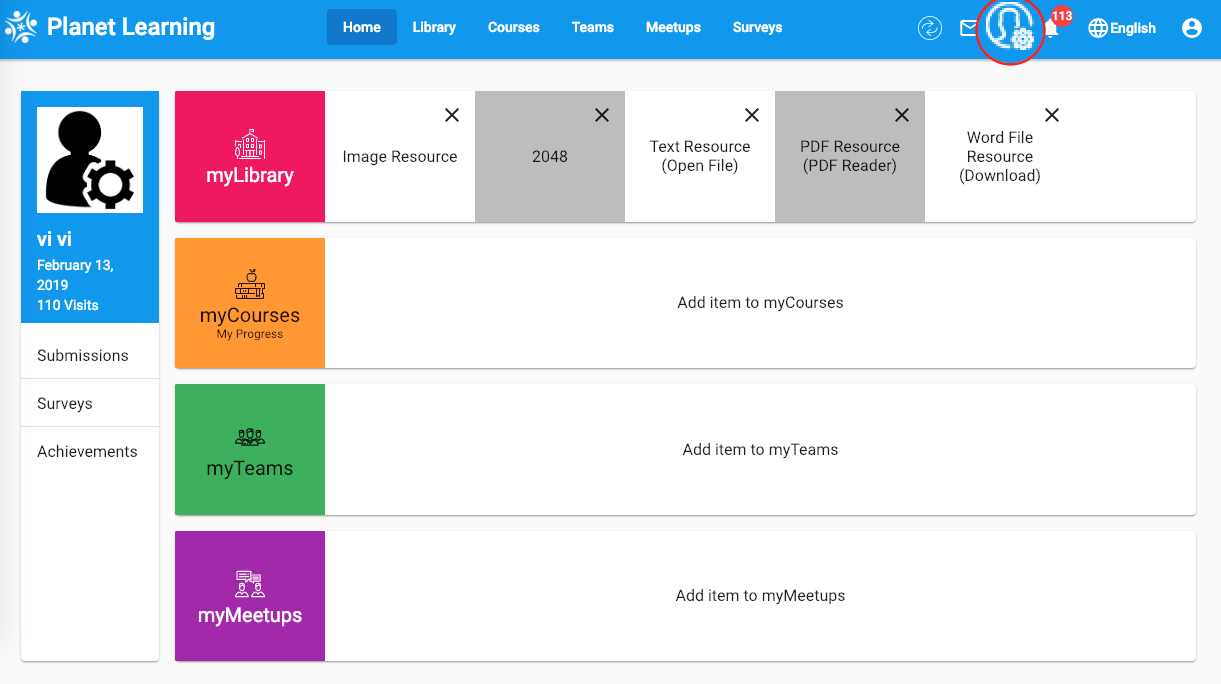 Planet Learning
Home
Library
Courses
Teams
Meetups
Surveys
113
English
vi vi
February 13,
2019
110 Visits
Submissions
Surveys
Achievements
myLibrary
Image Resource
2048
Text Resource
(Open File)
PDF Resource
(PDF Reader)
Word File
Resource
(Download)
myCourses
My Progress
Add item to myCourses
myTeams
Add item to myTeams
myMeetups
Add item to myMeetups